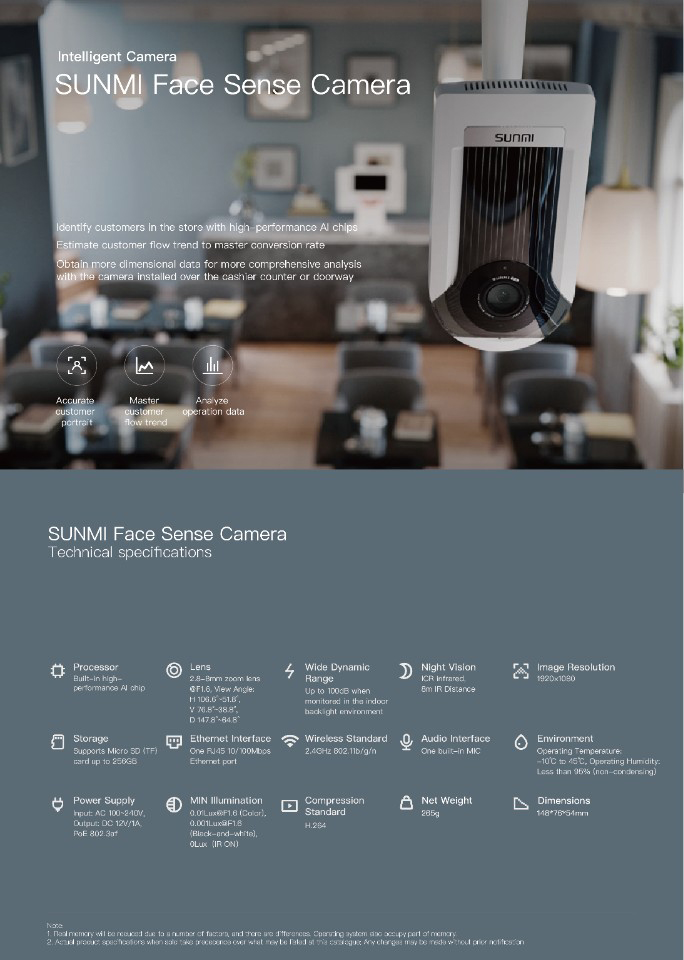 Intelligent Camera
SUNMI Face Sense Camera
SUNMI
Identify customers in the store with high-performance AI chips
Estimate customer flow trend to master conversion rate
Obtain more dimensional data for more comprehensive analysis
with the camera installed over the cashier counter or doorway
Accurate
customer
portrait
Master
customer
flow trend
Analyze
operation data
SUNMI Face Sense Camera
Technical specifications
Processor
Built-in high-
performance AI chip
Lens
2.8-8mm zoom lens
@F1.6, View Angle:
H 106.6°-51.8°,
V 70.8°-38.8°,
D 147.8°-64.8°
Wide Dynamic
Range
Up to 100dB when
monitored in the indoor
backlight environment
Night Vision
ICR Infrared,
8m IR Distance
Image Resolution
1920x1080
Storage
Supports Micro SD (TF)
card up to 256GB
Ethernet Interface
One RJ45 10/100Mbps
Ethernet port
Wireless Standard
2.4GHz 802.11b/g/n
Audio Interface
One built-in MIC
Environment
Operating Temperature:
-10℃ to 45℃, Operating Humidity:
Less than 95% (non-condensing)
Power Supply
Input: AC 100~240V,
Output: DC 12V/1A,
PoE 802.3af
MIN Illumination
0.01Lux@F1.6 (Color),
0.001Lux@F1.6
(Black-and-white),
0Lux (IR ON)
Compression
Standard
H.264
Net Weight
265g
Dimensions
148*76*54mm
Note:
1. Real memory will be reduced due to a number of factors, and there are differences. Operating system also occupy part of memory.
2. Actual product specifications when sale take precedence over what may be listed at this catalogue; Any changes may be made without prior notification